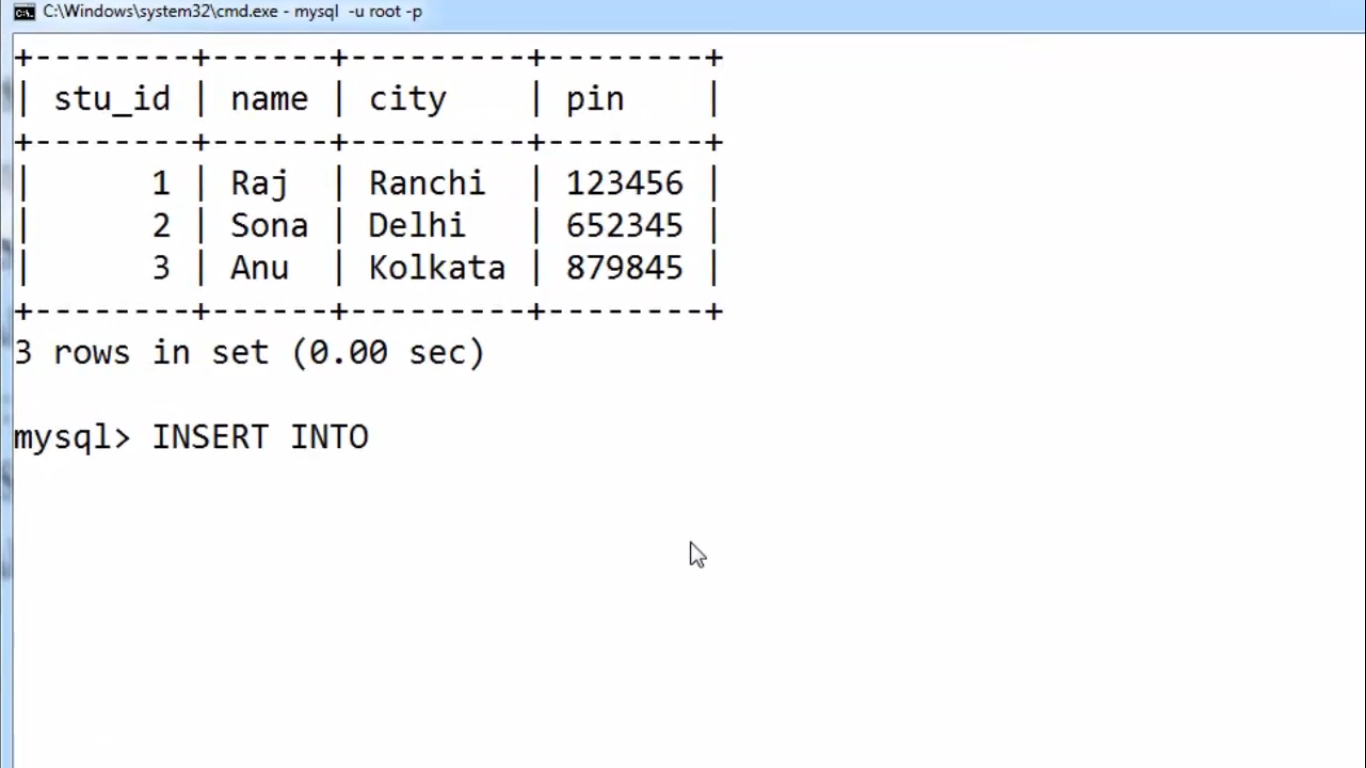 C:\Windows\system32\cmd.exe - mysql  -u root -p
+--------+------+---------+--------+
| stu_id | name | city    | pin    |
+--------+------+---------+--------+
|      1 | Raj  | Ranchi  | 123456 |
|      2 | Sona | Delhi   | 652345 |
|      3 | Anu  | Kolkata | 879845 |
+--------+------+---------+--------+
3 rows in set (0.00 sec)
mysql> INSERT INTO